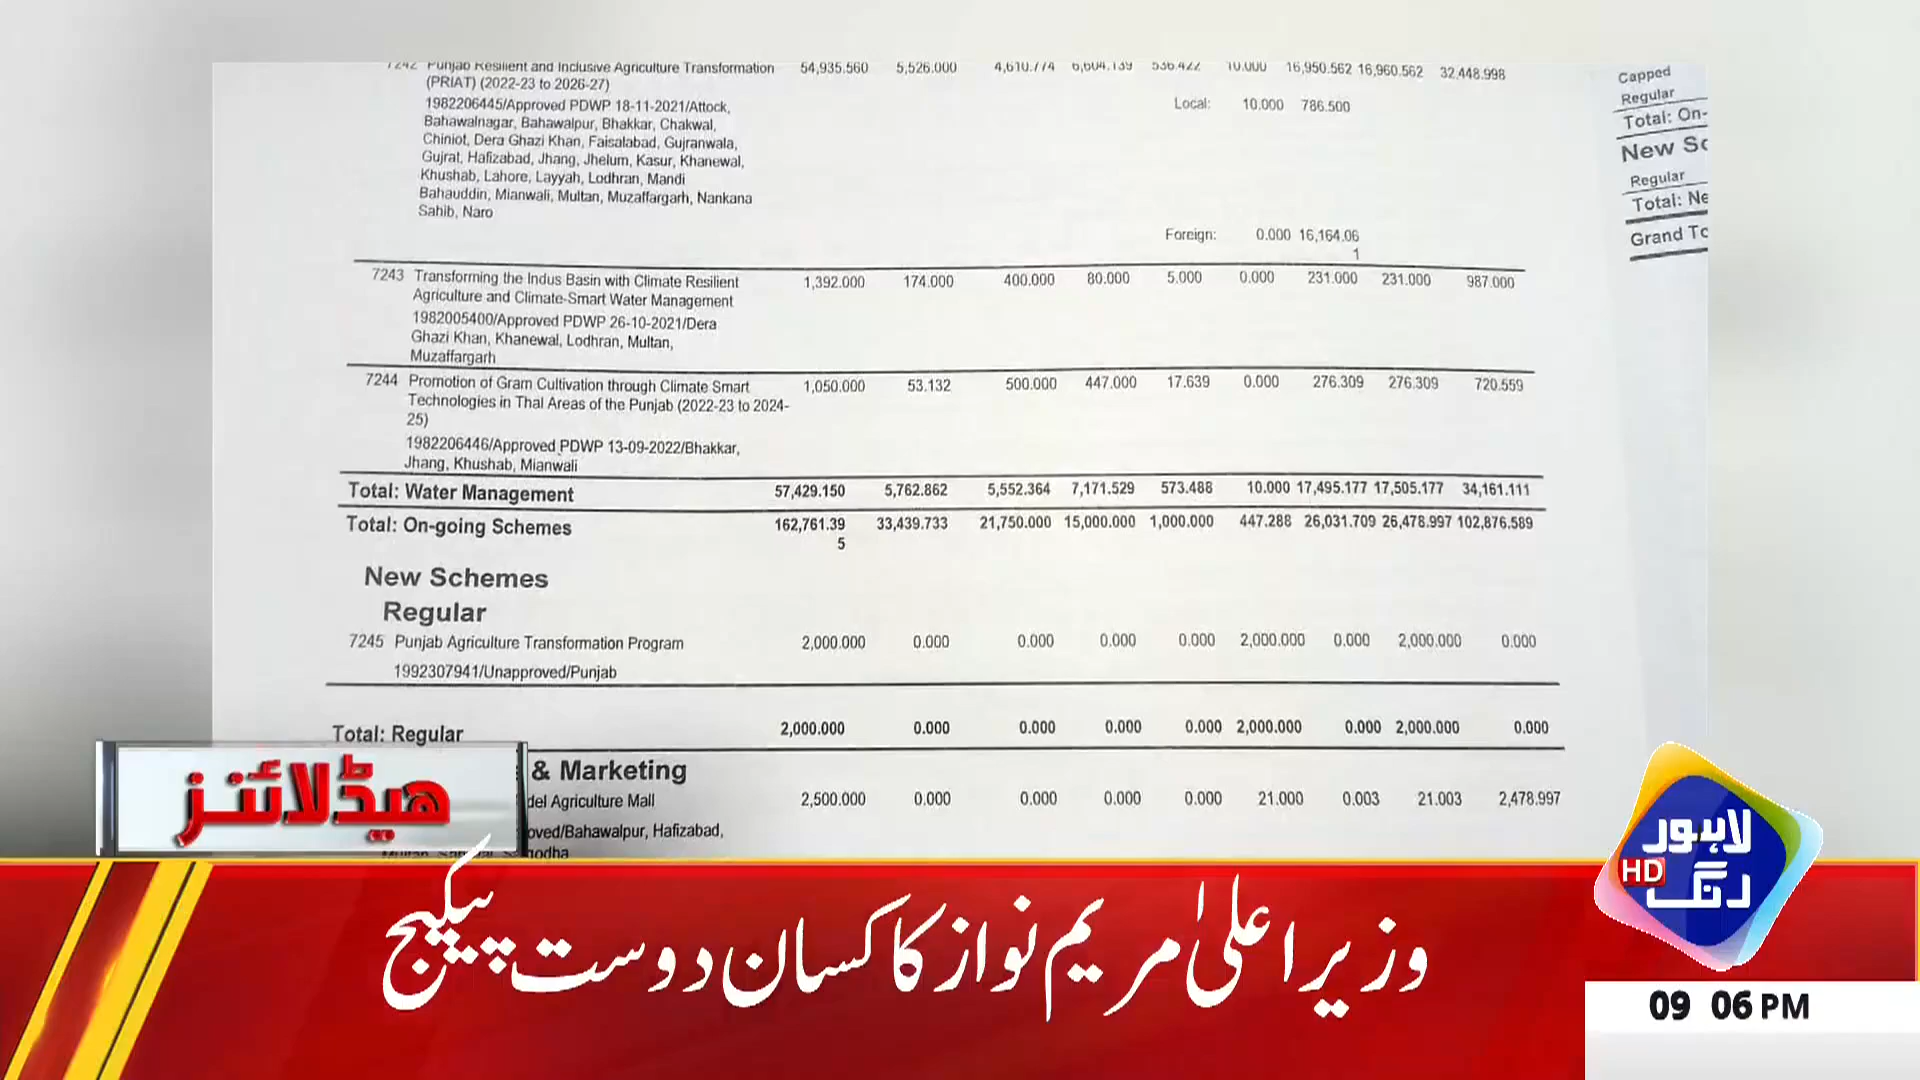 7242 Punjab Resilient and Inclusive Agriculture Transformation 54,935.560 5,526.000 4,610.774 6,604.139 536.422 10.000 16,950.562 16,960.562 32,448.998
(PRIAT) (2022-23 to 2026-27)
1982206445/Approved PDWP 18-11-2021/Attock, Local: 10.000 786.500
Bahawalnagar, Bahawalpur, Bhakkar, Chakwal,
Chiniot, Dera Ghazi Khan, Faisalabad, Gujranwala,
Gujrat, Hafizabad, Jhang, Jhelum, Kasur, Khanewal,
Khushab, Lahore, Layyah, Lodhran, Mandi
Bahauddin, Mianwali, Multan, Muzaffargarh, Nankana
Sahib, Naro
Foreign: 0.000 16,164.06
1
7243 Transforming the Indus Basin with Climate Resilient 1,392.000 174.000 400.000 80.000 5.000 0.000 231.000 231.000 987.000
Agriculture and Climate-Smart Water Management
1982005400/Approved PDWP 26-10-2021/Dera
Ghazi Khan, Khanewal, Lodhran, Multan,
Muzaffargarh
7244 Promotion of Gram Cultivation through Climate Smart 1,050.000 53.132 500.000 447.000 17.639 0.000 276.309 276.309 720.559
Technologies in Thal Areas of the Punjab (2022-23 to 2024-
25)
1982206446/Approved PDWP 13-09-2022/Bhakkar,
Jhang, Khushab, Mianwali
Total: Water Management 57,429.150 5,762.862 5,552.364 7,171.529 573.488 10.000 17,495.177 17,505.177 34,161.111
Total: On-going Schemes 162,761.39 33,439.733 21,750.000 15,000.000 1,000.000 447.288 26,031.709 26,478.997 102,876.589
5
New Schemes
Regular
7245 Punjab Agriculture Transformation Program 2,000.000 0.000 0.000 0.000 0.000 2,000.000 0.000 2,000.000 0.000
1992307941/Unapproved/Punjab
Total: Regular 2,000.000 0.000 0.000 0.000 0.000 2,000.000 0.000 2,000.000 0.000
& Marketing
del Agriculture Mall 2,500.000 0.000 0.000 0.000 0.000 21.000 0.003 21.003 2,478.997
oved/Bahawalpur, Hafizabad,
Capped
Regular
Total: On-
New Sc
Regular
Total: Ne
Grand To
ہیڈلائنز
وزیراعلیٰ مریم نواز کا کسان دوست پیکیج
لاہور
رنگ
HD
09 06 PM